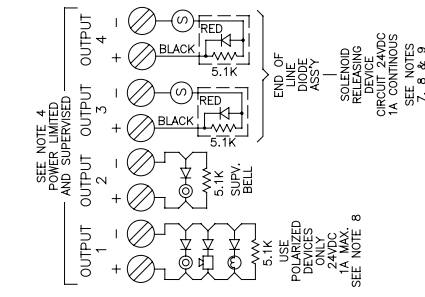 SEE NOTE 4
POWER LIMITED
AND SUPERVISED
OUTPUT
4
-
+
S
RED
BLACK
5.1K
OUTPUT
3
-
+
S
RED
BLACK
5.1K
END OF
LINE
DIODE
ASS'Y
SOLENOID
RELEASING
DEVICE
CIRCUIT 24VDC
1A CONTINOUS
SEE NOTES
7, 8 & 9
OUTPUT
2
-
+
5.1K
SUPV.
BELL
OUTPUT
1
-
+
5.1K
USE
POLARIZED
DEVICES
ONLY
24VDC
1A MAX.
SEE NOTE 8